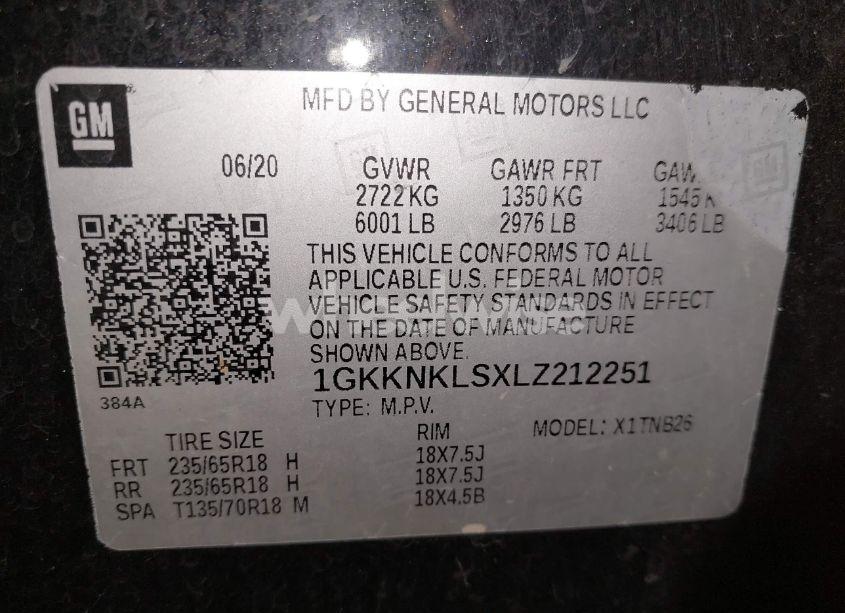 GM
MFD BY GENERAL MOTORS LLC
06/20 GVWR GAWR FRT
2722 KG 1350 KG 1545
6001 LB 2976 LB 3406 LB
THIS VEHICLE CONFORMS TO ALL
APPLICABLE U.S. FEDERAL MOTOR
VEHICLE SAFETY STANDARDS IN EFFECT
ON THE DATE OF MANUFACTURE
SHOWN ABOVE.
1GKKNKLSXLZ212251
384A
TYPE: M.P.V.
TIRE SIZE RIM MODEL: X1TNB26
FRT 235/65R18 H 18X7.5J
RR 235/65R18 H 18X7.5J
SPA T135/70R18 M 18X4.5B